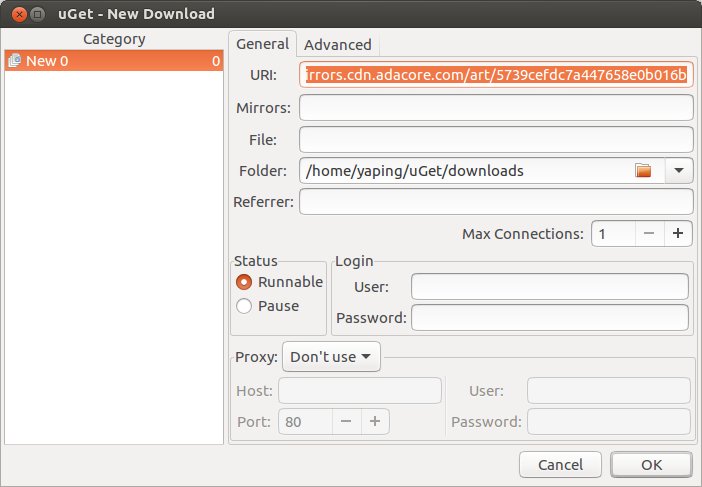 uGet - New Download
Category
New 0 0
General Advanced
URI: irrors.cdn.adacore.com/art/5739cefdc7a447658e0b016b
Mirrors:
File:
Folder: /home/yaping/uGet/downloads
Referrer:
Max Connections: 1 − +
Status Login
Runnable User:
Pause Password:
Proxy: Don't use
Host: User:
Port: 80 − + Password:
Cancel OK